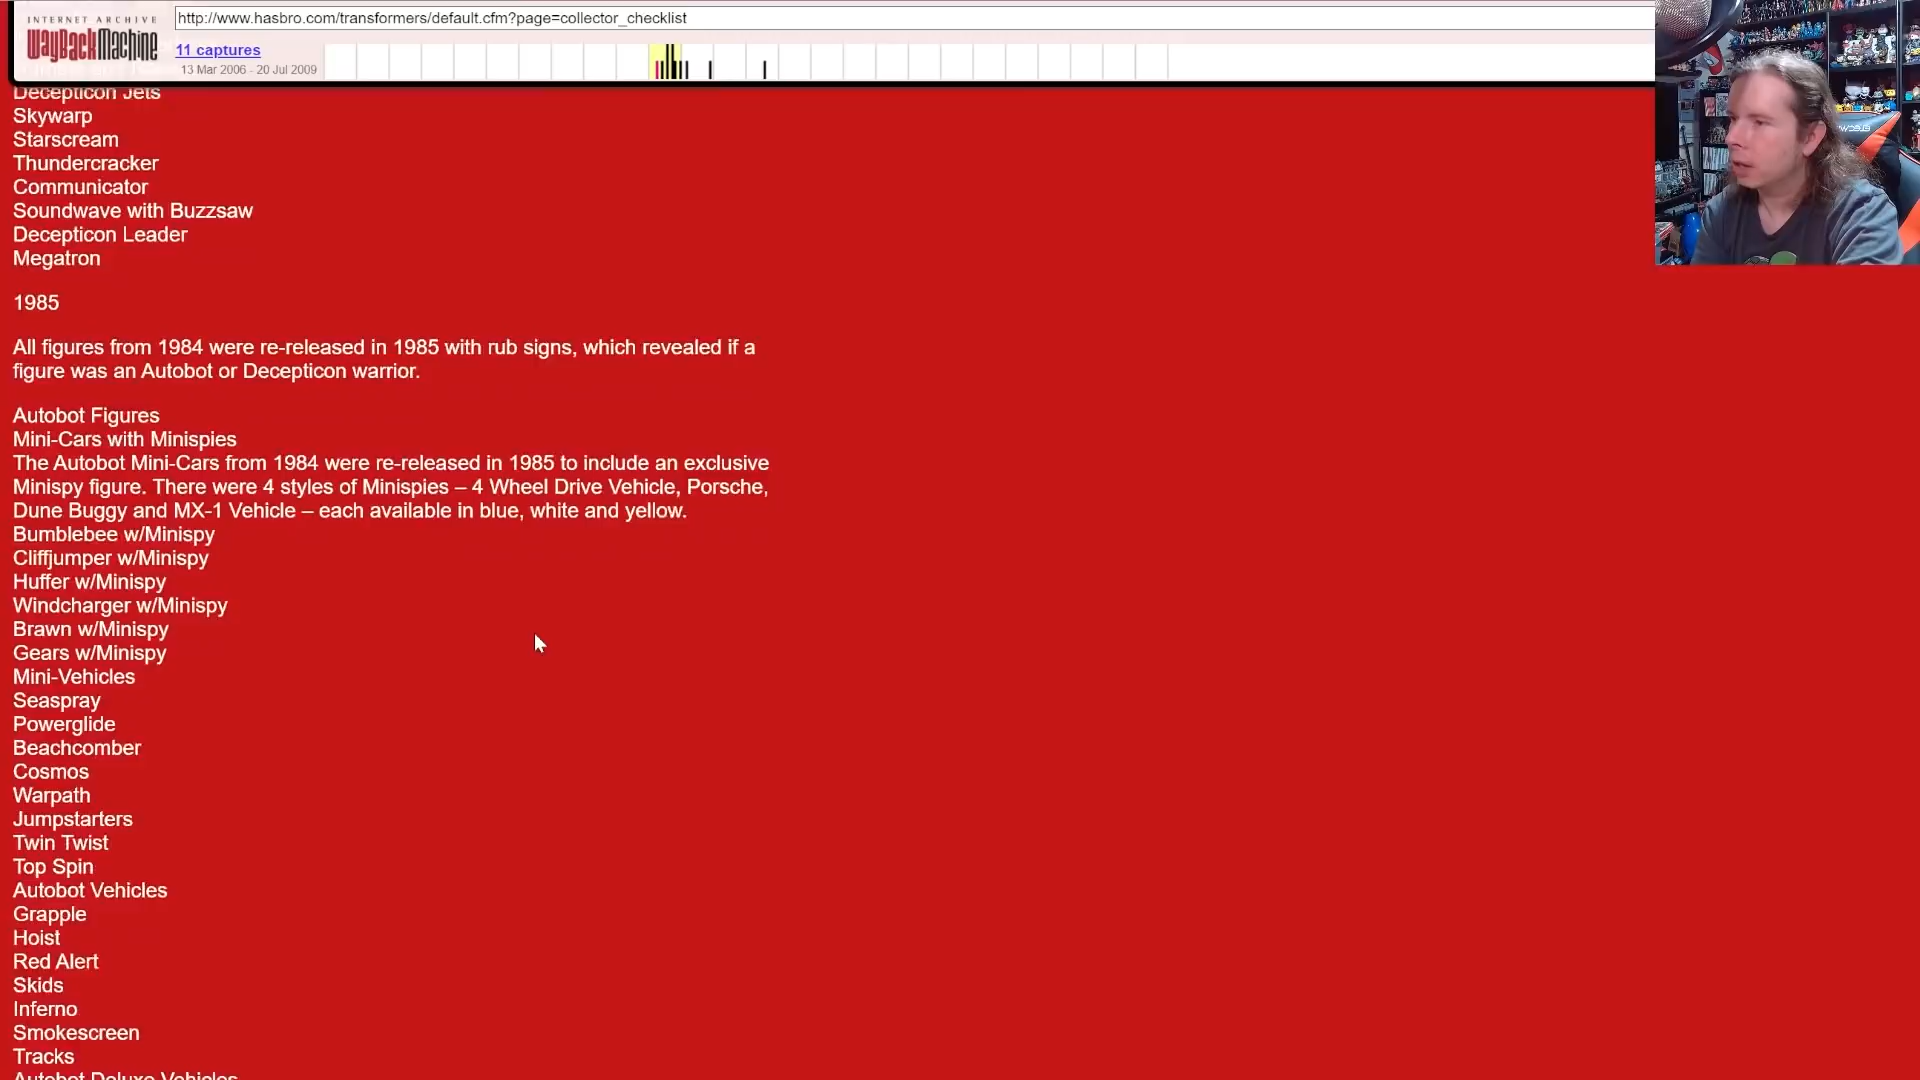 INTERNET ARCHIVE
WayBackMachine
http://www.hasbro.com/transformers/default.cfm?page=collector_checklist
11 captures
13 Mar 2006 - 20 Jul 2009
Decepticon Jets
Skywarp
Starscream
Thundercracker
Communicator
Soundwave with Buzzsaw
Decepticon Leader
Megatron
1985
All figures from 1984 were re-released in 1985 with rub signs, which revealed if a
figure was an Autobot or Decepticon warrior.
Autobot Figures
Mini-Cars with Minispies
The Autobot Mini-Cars from 1984 were re-released in 1985 to include an exclusive
Minispy figure. There were 4 styles of Minispies – 4 Wheel Drive Vehicle, Porsche,
Dune Buggy and MX-1 Vehicle – each available in blue, white and yellow.
Bumblebee w/Minispy
Cliffjumper w/Minispy
Huffer w/Minispy
Windcharger w/Minispy
Brawn w/Minispy
Gears w/Minispy
Mini-Vehicles
Seaspray
Powerglide
Beachcomber
Cosmos
Warpath
Jumpstarters
Twin Twist
Top Spin
Autobot Vehicles
Grapple
Hoist
Red Alert
Skids
Inferno
Smokescreen
Tracks
Autobot Deluxe Vehicles